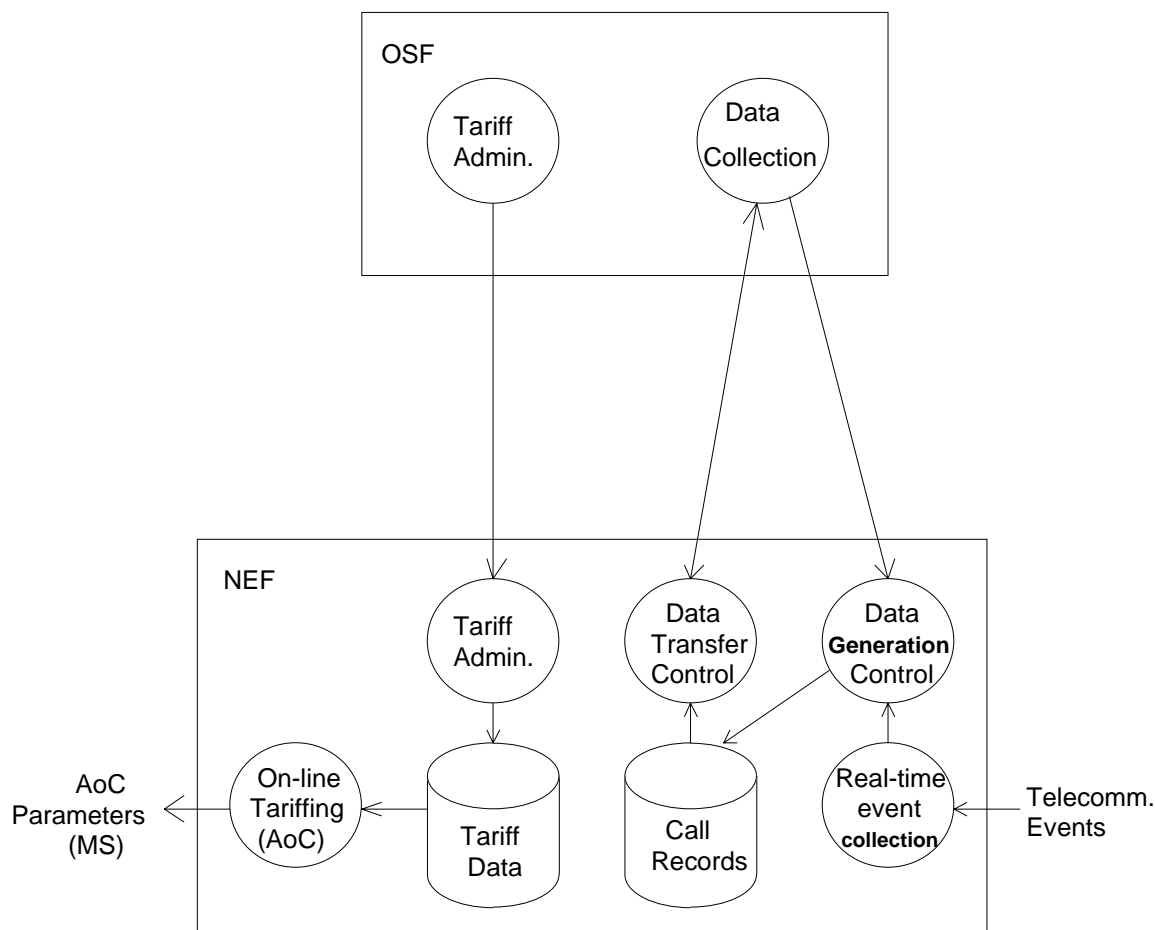 OSF
Tariff
Admin.
Data
Collection
NEF
Tariff
Admin.
Data
Transfer
Control
Data
Generation
Control
AoC
Parameters
(MS)
On-line
Tariffing
(AoC)
Tariff
Data
Call
Records
Real-time
event
collection
Telecomm.
Events